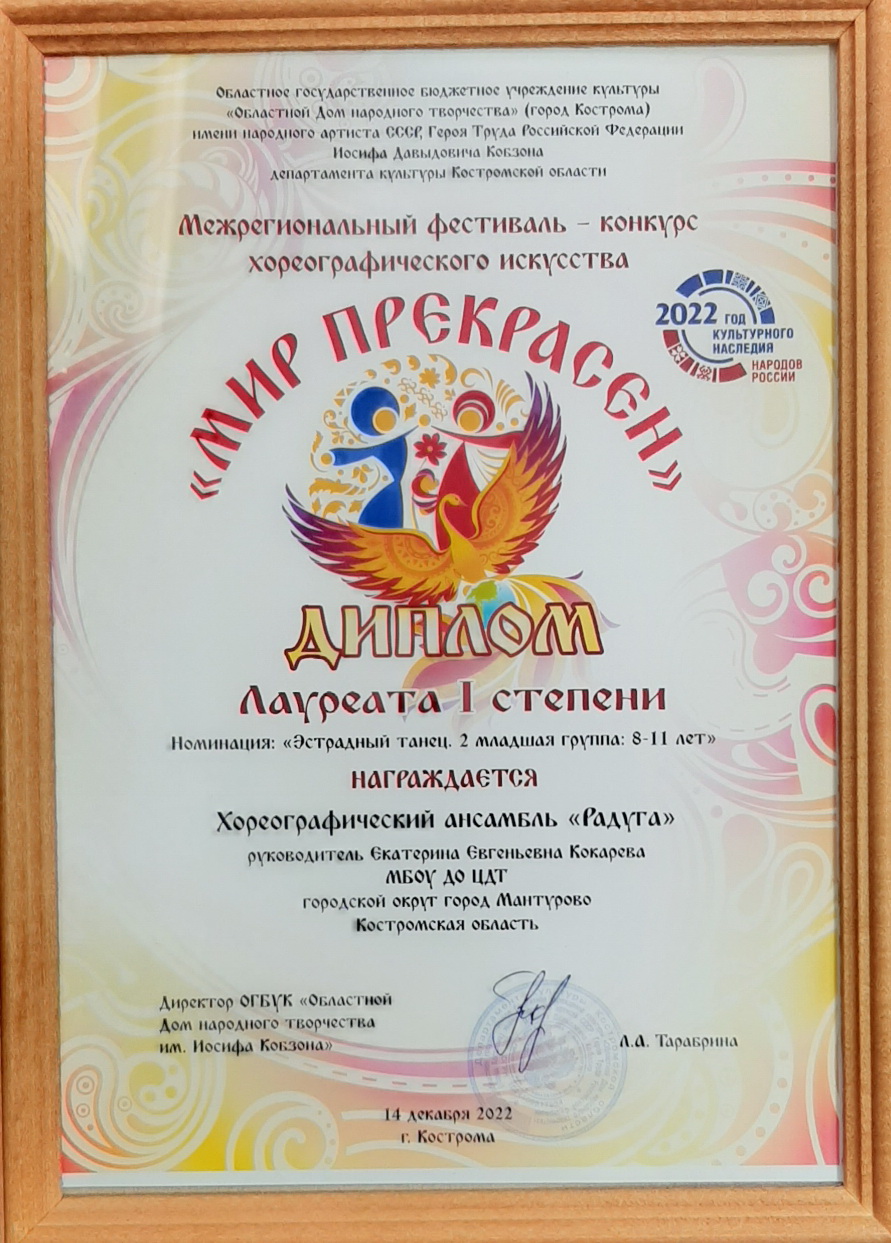 Областное государственное бюджетное учреждение культуры
«Областной Дом народного творчества» (город Кострома)
имени народного артиста СССР, Героя Труда Российской Федерации
Иосифа Давыдовича Кобзона
департамента культуры Костромской области
Межрегиональный фестиваль – конкурс
хореографического искусства
«МИР ПРЕКРАСЕН»
2022 ГОД
КУЛЬТУРНОГО
НАСЛЕДИЯ
НАРОДОВ
РОССИИ
ДИПЛОМ
Лауреата I степени
Номинация: «Эстрадный танец. 2 младшая группа: 8-11 лет»
НАГРАЖДАЕТСЯ
Хореографический ансамбль «Радуга»
руководитель Екатерина Евгеньевна Кокарева
МБОУ ДО ЦДТ
городской округ город Мантурово
Костромская область
Директор ОГБУК «Областной
Дом народного творчества
им. Иосифа Кобзона»
Л.А. Тарабрина
14 декабря 2022
г. Кострома